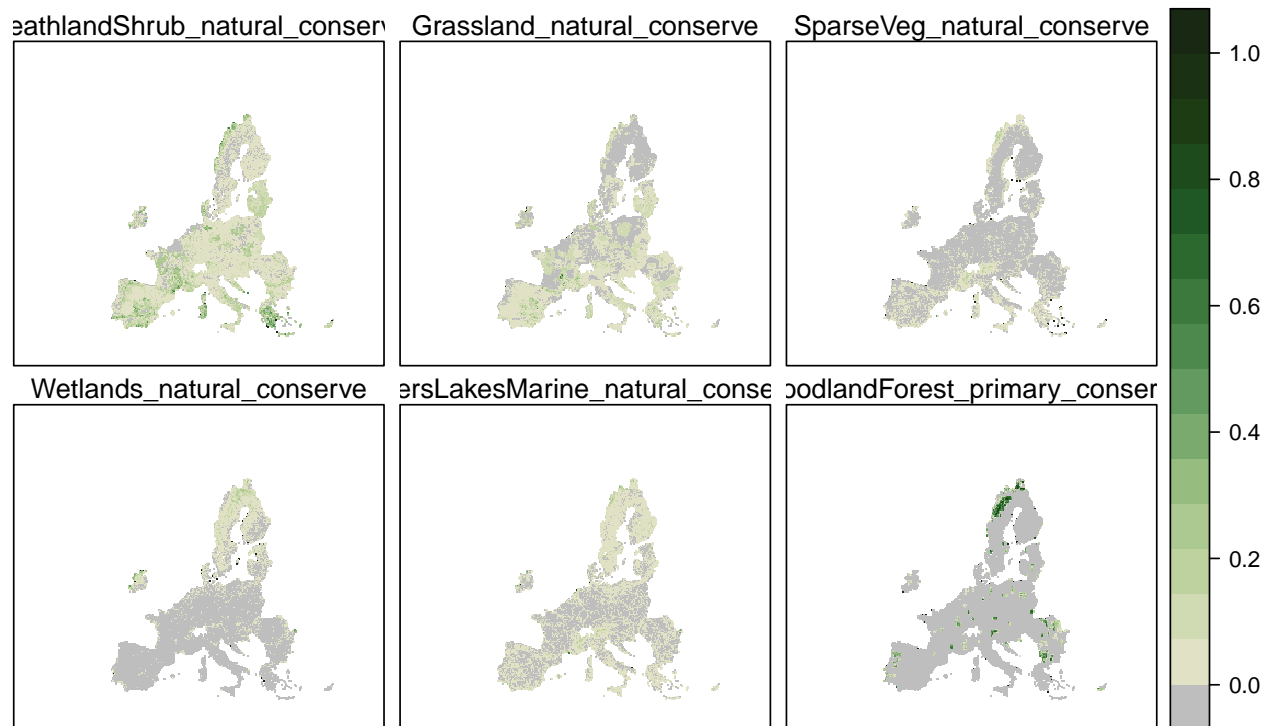 eathlandShrub_natural_conserv
Grassland_natural_conserve
SparseVeg_natural_conserve
1.0
0.8
0.6
0.4
0.2
0.0
Wetlands_natural_conserve
ersLakesMarine_natural_conse
oodlandForest_primary_conser